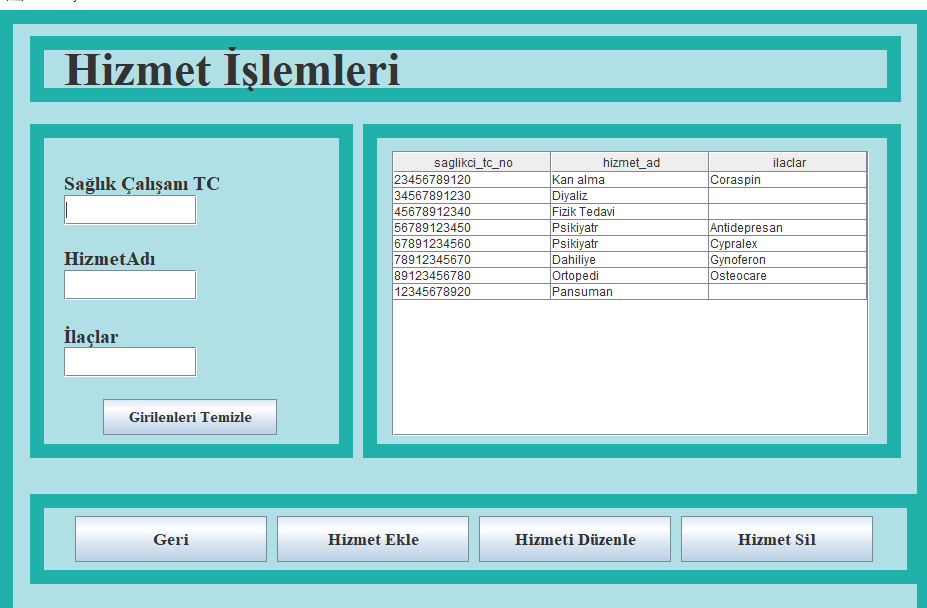 Hizmet İşlemleri
Sağlık Çalışanı TC
HizmetAdı
İlaçlar
Girilenleri Temizle
saglikci_tc_no hizmet_ad ilaclar
23456789120 Kan alma Coraspin
34567891230 Diyaliz
45678912340 Fizik Tedavi
56789123450 Psikiyatr Antidepresan
67891234560 Psikiyatr Cypralex
78912345670 Dahiliye Gynoferon
89123456780 Ortopedi Osteocare
12345678920 Pansuman
Geri Hizmet Ekle Hizmeti Düzenle Hizmet Sil